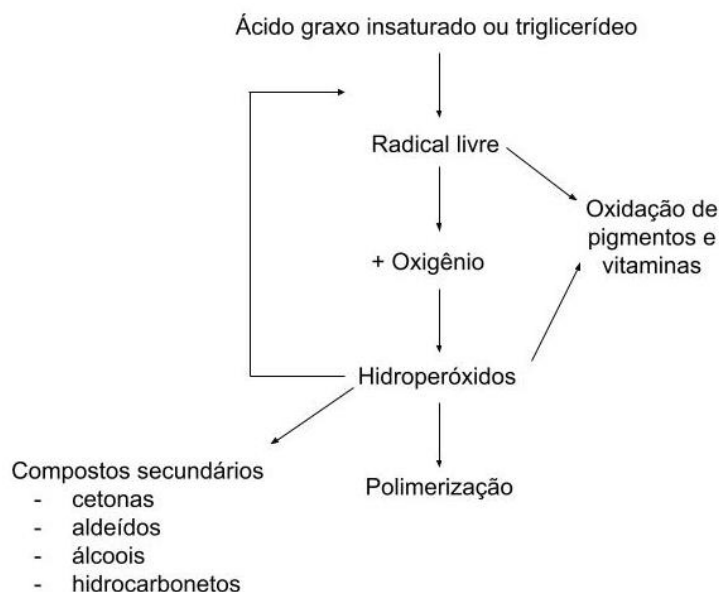 Ácido graxo insaturado ou triglicerídeo
Radical livre
Oxidação de
pigmentos e
vitaminas
+ Oxigênio
Hidroperóxidos
Compostos secundários
- cetonas
- aldeídos
- álcoois
- hidrocarbonetos
Polimerização